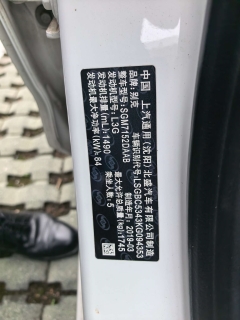 中国 上汽通用(沈阳)北盛汽车有限公司制造
品牌:别克 车辆识别代号:LSGBC5343KG094353
整车型号:SGM7152DAAB 制造年月:2019-03
发动机型号:L3G 最大允许总质量(kg):1745
发动机排量(mL):1490 乘坐人数:5
发动机最大净功率(kW):84